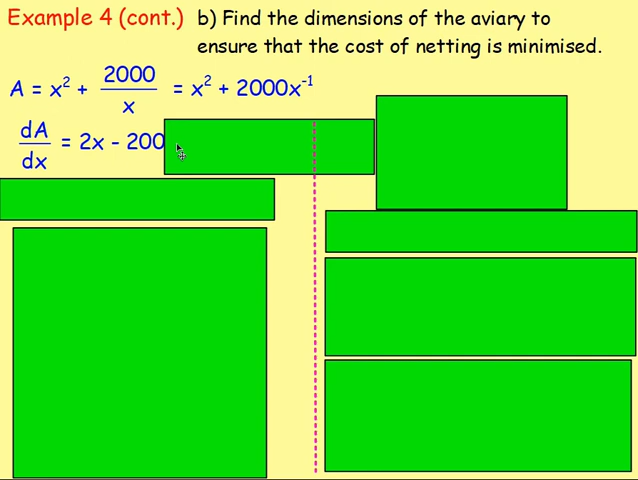 Example 4 (cont.) b) Find the dimensions of the aviary to
ensure that the cost of netting is minimised.
A = x² + 2000/x = x² + 2000x⁻¹
dA/dx = 2x - 200